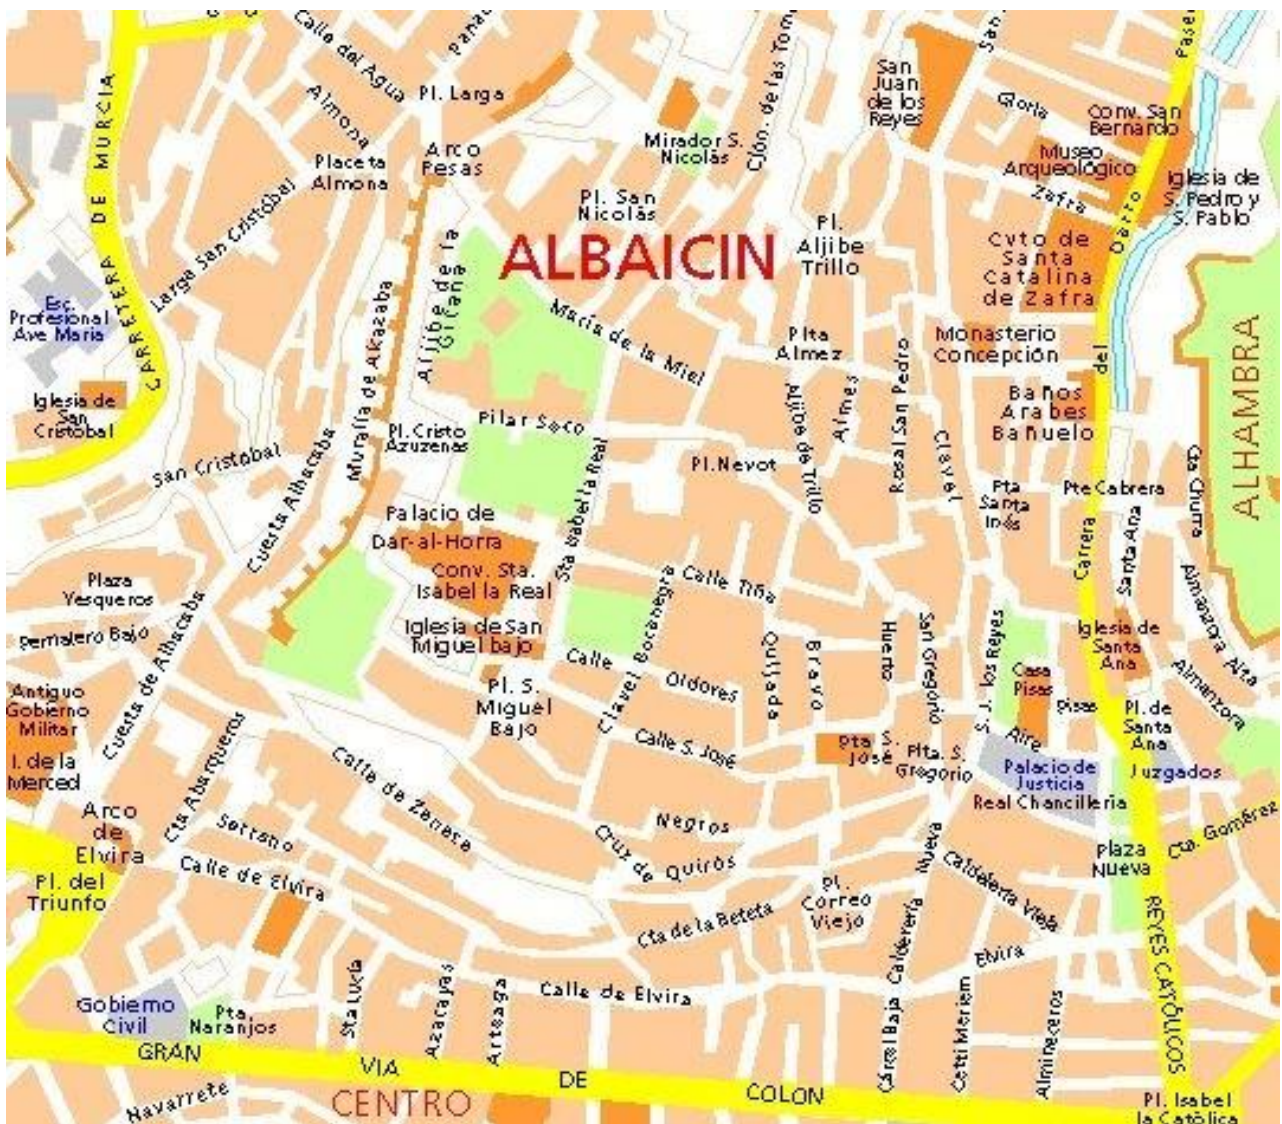 Calle del Agua
Pl. Larga
Almona
Placeta
Almona
Arco
Pesas
CARRETERA DE MURCIA
Larga San Cristóbal
Esc.
Profesional
Ave María
Iglesia de
San
Cristobal
San Cristobal
Mirador S.
Nicolás
Pl. San
Nicolás
ALBAICIN
San
Juan
de los
Reyes
Gloria
Conv. San
Bernardo
Museo
Arqueológico
Zafra
Iglesia de
S. Pedro y
S. Pablo
Pl.
Aljibe
Trillo
Cvto de
Santa
Catalina
de Zafra
Monasterio
Concepción
Baños
Arabes
Bañuelo
ALHAMBRA
Aljibe de la
Gitana
María de la Miel
Plta
Almez
Aljibe de Trillo
Almes
Rosal San Pedro
Clavel
Muralla de Alcazaba
Pilar Seco
Pl. Cristo
Azuzenas
Pl.Nevot
Sta Isabel la Real
Cuesta Alhacaba
Palacio de
Dar-al-Horra
Conv. Sta.
Isabel la Real
Iglesia de San
Miguel bajo
Pta
Santa
Inés
Pte Cabrera
Cta Churra
Santa Ana
Carrera
del
Darro
Almanzora Alta
Almanzora
Plaza
Yesqueros
Cuesta de Alhacaba
Antiguo
Gobierno
Militar
I. de la
Merced
Calle Tiña
Clavel Bocanegra
Calle Oidores
Quijada
Bravo
Huerto
San Gregorio
S. J. los Reyes
Iglesia de
Santa
Ana
Casa
Pisas
Pisas
Pl. de
Santa
Ana
Aire
Pl. S.
Miguel
Bajo
Calle S. José
Pta S.
José
Plta. S.
Gregorio
Palacio de
Justicia
Real Chancilleria
Juzgados
Arco
de
Elvira
Cta Abarqueros
Calle de Zenete
Serrano
Calle de Elvira
Pl. del
Triunfo
Negros
Cruz de Quirós
Cta de la Beteta
Pl.
Correo
Viejo
Calderería Nueva
Caldelería Vieja
Plaza
Nueva
Cta. Gomérez
Elvira
REYES CATÓLICOS
Gobierno
Civil
Pta
Naranjos
Sta Lucía
Azacayas
Arteaga
Calle de Elvira
Cárcel Baja
Cetti Meriem
Almineceros
GRAN VIA DE COLON
Navarrete
CENTRO
Pl. Isabel
la Católica